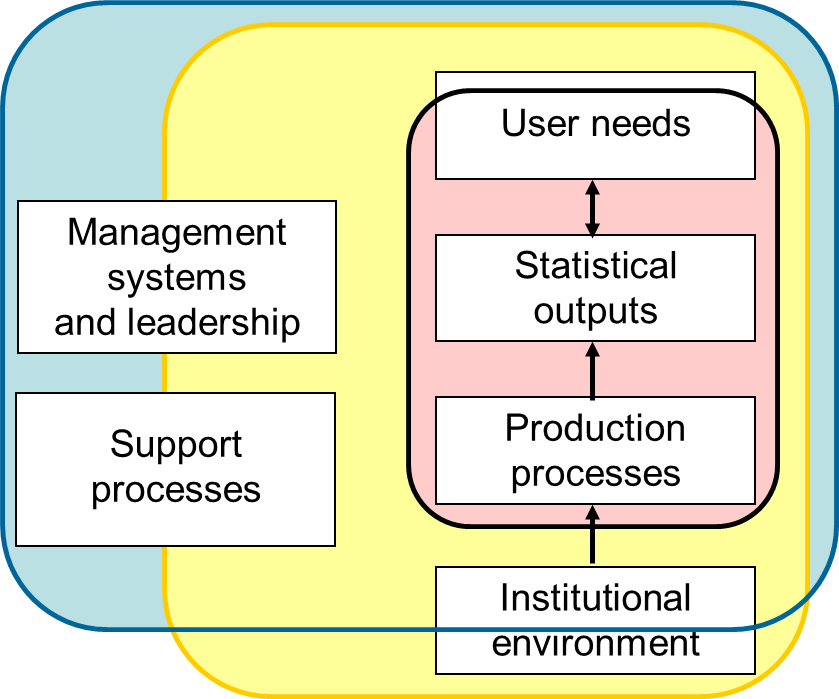 User needs
Management
systems
and leadership
Statistical
outputs
Support
processes
Production
processes
Institutional
environment